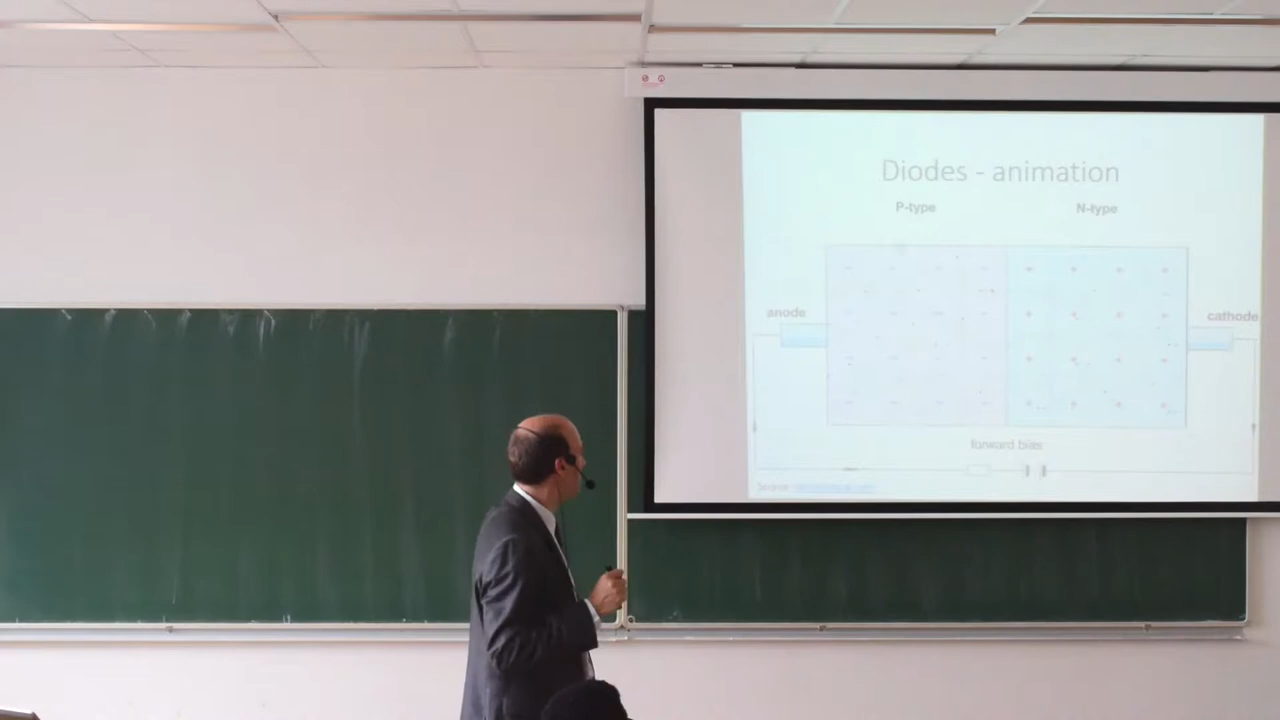 Diodes - animation
P-type
N-type
anode
cathode
forward bias